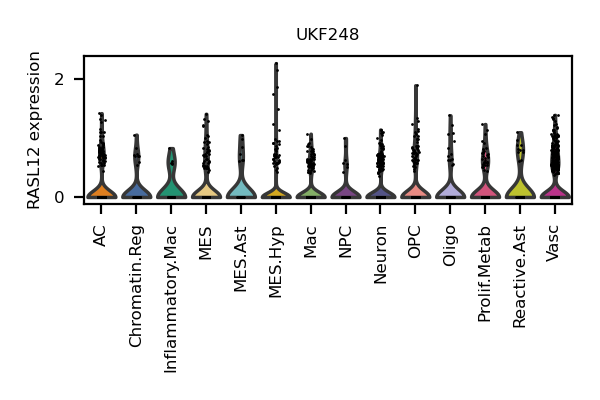 UKF248
RASL12 expression
2
0
AC
Chromatin.Reg
Inflammatory.Mac
MES
MES.Ast
MES.Hyp
Mac
NPC
Neuron
OPC
Oligo
Prolif.Metab
Reactive.Ast
Vasc